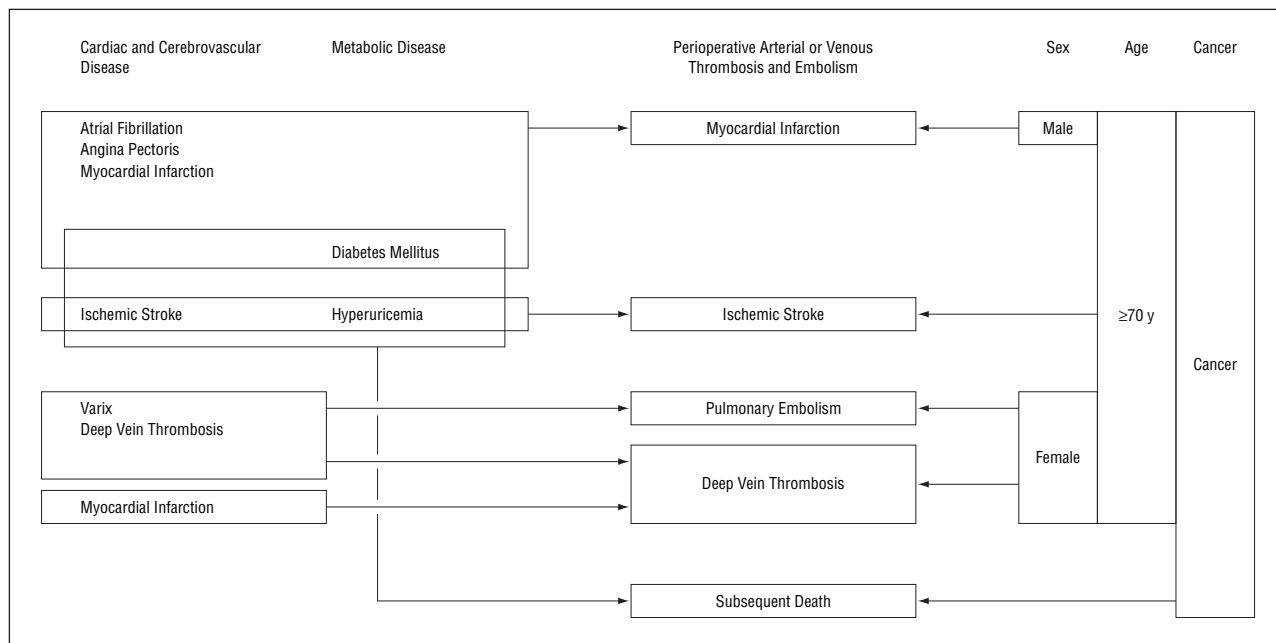 Cardiac and Cerebrovascular
Disease
Metabolic Disease
Perioperative Arterial or Venous
Thrombosis and Embolism
Sex
Age
Cancer
Atrial Fibrillation
Angina Pectoris
Myocardial Infarction
Myocardial Infarction
Male
Diabetes Mellitus
Ischemic Stroke
Hyperuricemia
Ischemic Stroke
≥70 y
Cancer
Varix
Deep Vein Thrombosis
Pulmonary Embolism
Female
Deep Vein Thrombosis
Myocardial Infarction
Subsequent Death